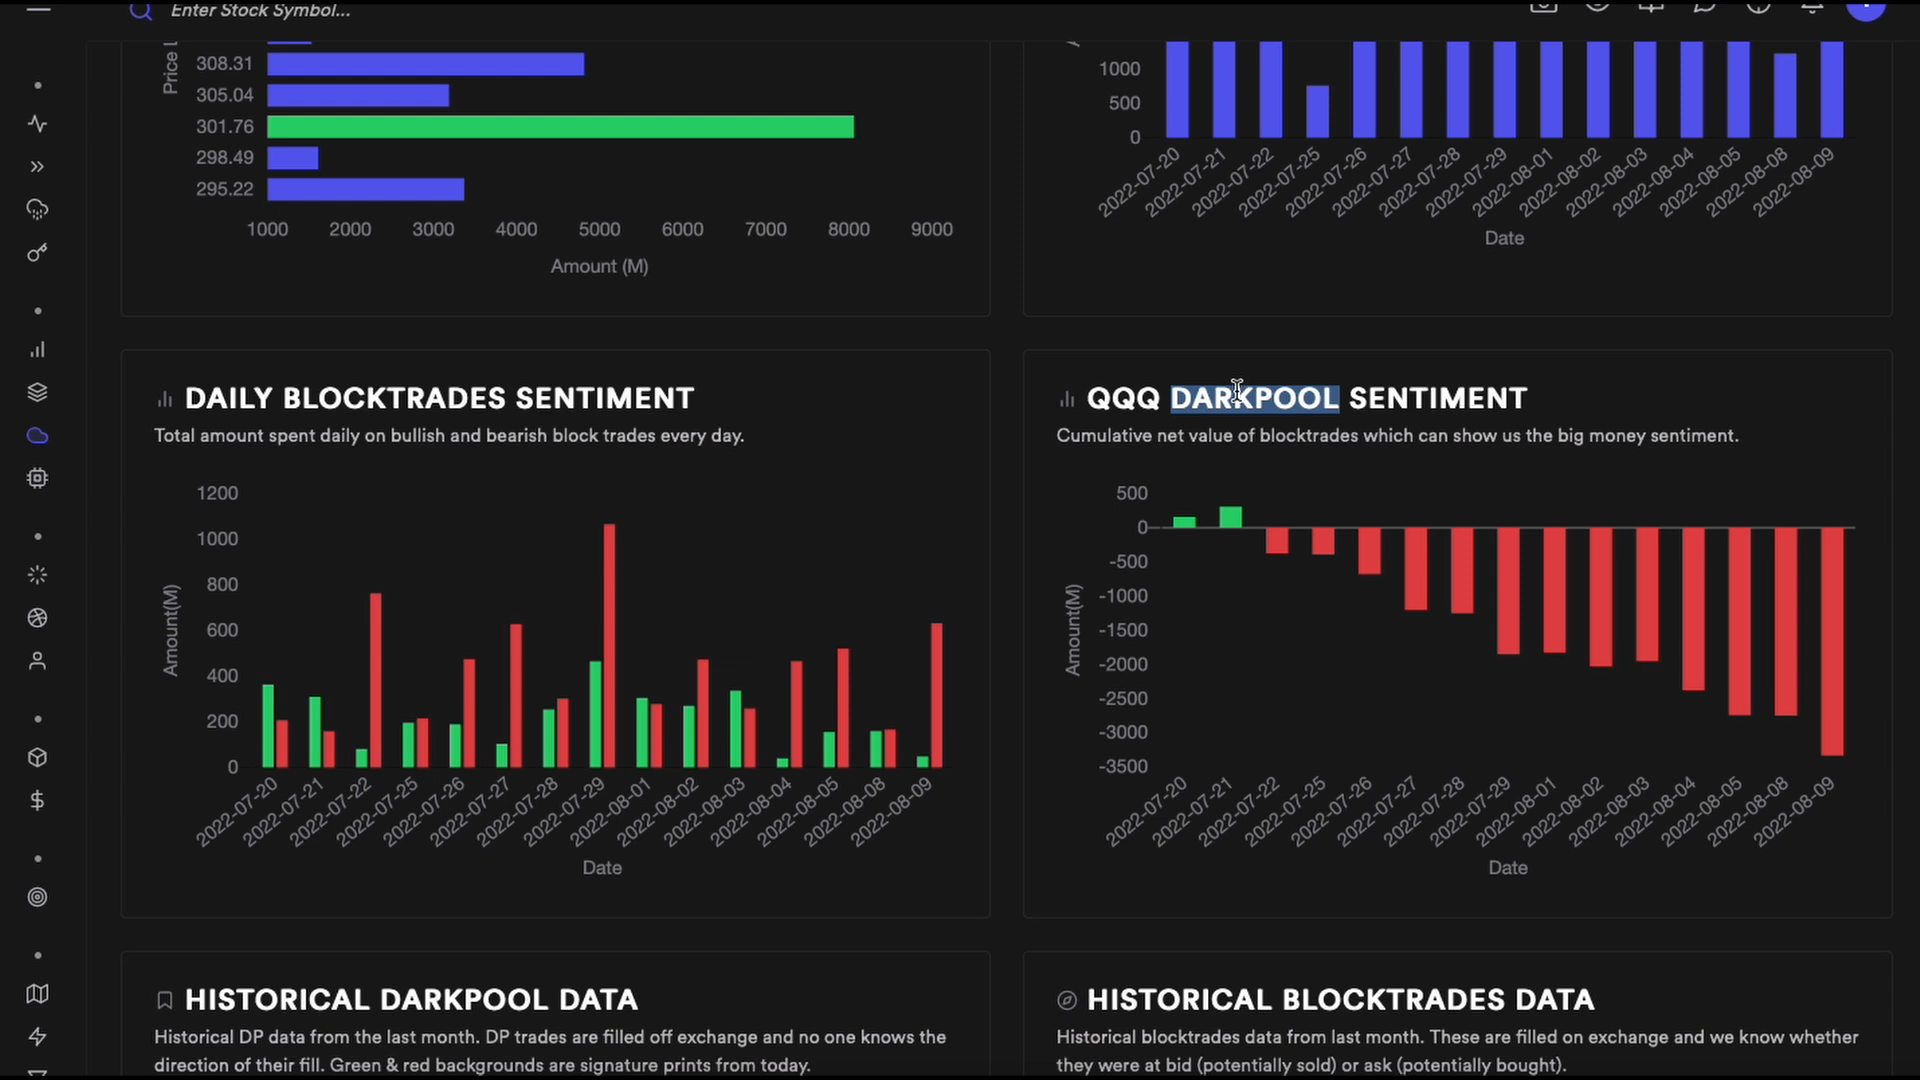 Enter Stock Symbol...
308.31
305.04
301.76
298.49
295.22
1000 2000 3000 4000 5000 6000 7000 8000 9000
Amount (M)
1000
500
0
2022-07-20 2022-07-21 2022-07-22 2022-07-25 2022-07-26 2022-07-27 2022-07-28 2022-07-29 2022-08-01 2022-08-02 2022-08-03 2022-08-04 2022-08-05 2022-08-08 2022-08-09
Date
DAILY BLOCKTRADES SENTIMENT
Total amount spent daily on bullish and bearish block trades every day.
Amount(M)
1200
1000
800
600
400
200
0
2022-07-20 2022-07-21 2022-07-22 2022-07-25 2022-07-26 2022-07-27 2022-07-28 2022-07-29 2022-08-01 2022-08-02 2022-08-03 2022-08-04 2022-08-05 2022-08-08 2022-08-09
Date
QQQ DARKPOOL SENTIMENT
Cumulative net value of blocktrades which can show us the big money sentiment.
Amount(M)
500
0
-500
-1000
-1500
-2000
-2500
-3000
-3500
2022-07-20 2022-07-21 2022-07-22 2022-07-25 2022-07-26 2022-07-27 2022-07-28 2022-07-29 2022-08-01 2022-08-02 2022-08-03 2022-08-04 2022-08-05 2022-08-08 2022-08-09
Date
HISTORICAL DARKPOOL DATA
Historical DP data from the last month. DP trades are filled off exchange and no one knows the
direction of their fill. Green & red backgrounds are signature prints from today.
HISTORICAL BLOCKTRADES DATA
Historical blocktrades data from last month. These are filled on exchange and we know whether
they were at bid (potentially sold) or ask (potentially bought).
Price